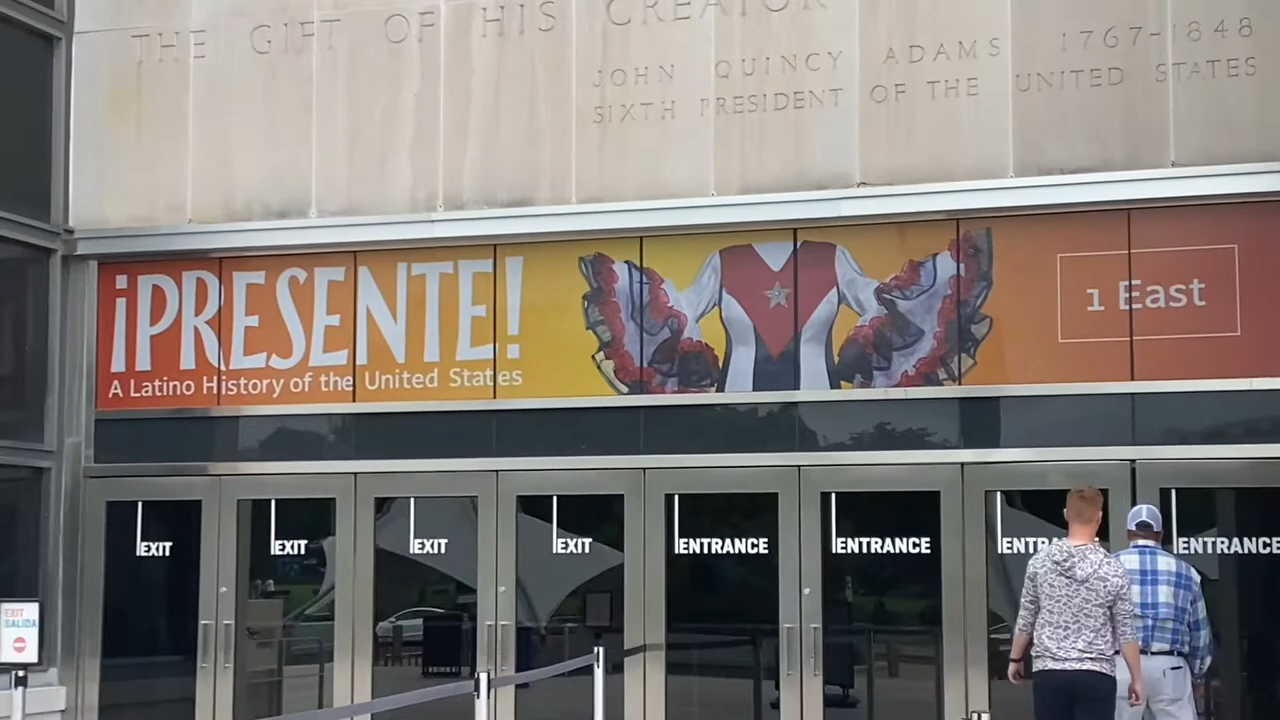 THE GIFT OF HIS CREATOR
JOHN QUINCY ADAMS 1767-1848
SIXTH PRESIDENT OF THE UNITED STATES
¡PRESENTE!
A Latino History of the United States
1 East
EXIT
EXIT
EXIT
EXIT
ENTRANCE
ENTRANCE
ENTRA
ENTRANCE
EXIT
SALIDA